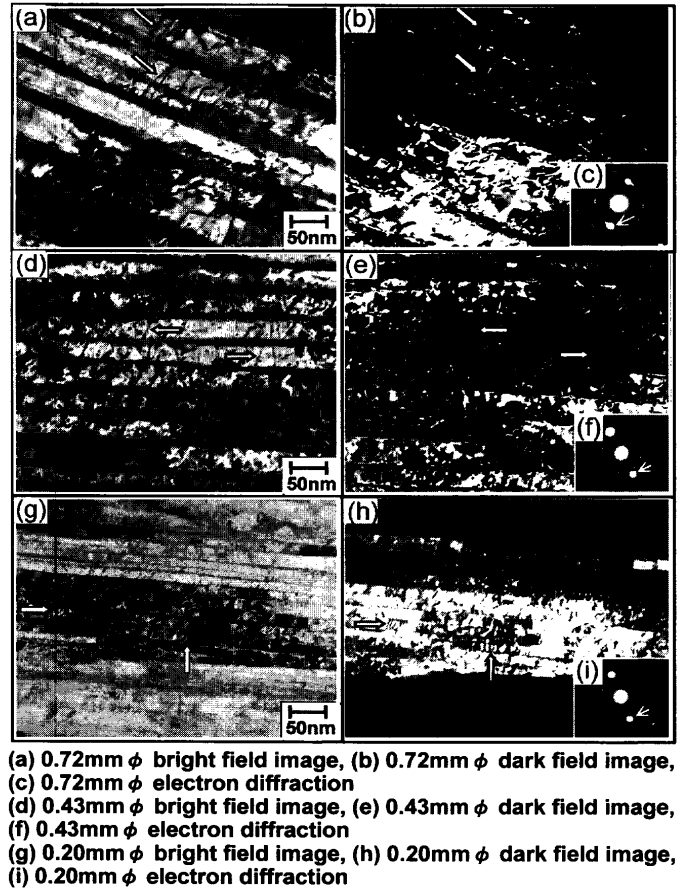 (a)
(b)
(c)
50nm
(d)
(e)
(f)
50nm
(g)
(h)
(i)
50nm
(a) 0.72mm ϕ bright field image, (b) 0.72mm ϕ dark field image,
(c) 0.72mm ϕ electron diffraction
(d) 0.43mm ϕ bright field image, (e) 0.43mm ϕ dark field image,
(f) 0.43mm ϕ electron diffraction
(g) 0.20mm ϕ bright field image, (h) 0.20mm ϕ dark field image,
(i) 0.20mm ϕ electron diffraction